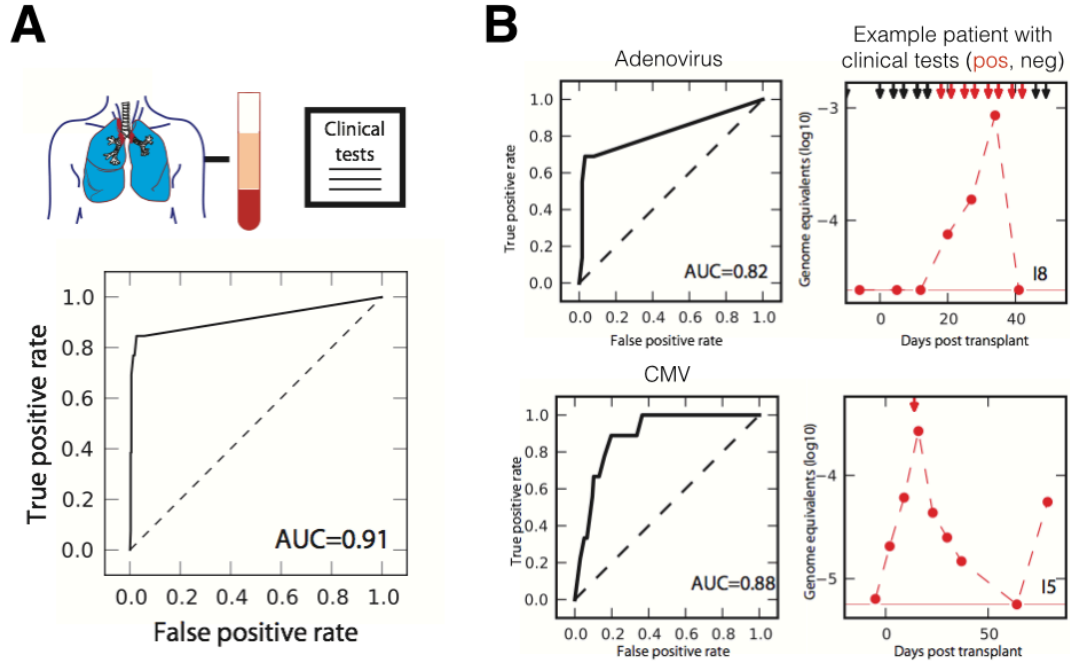 A
Clinical
tests
1.0
0.8
0.6
0.4
0.2
0.0
True positive rate
AUC=0.91
0.0 0.2 0.4 0.6 0.8 1.0
False positive rate
B
Adenovirus
1.0
0.8
0.6
0.4
0.2
0.0
True positive rate
AUC=0.82
0.0 0.2 0.4 0.6 0.8 1.0
False positive rate
Example patient with
clinical tests (pos, neg)
Genome equivalents (log10)
−3
−4
I8
0 20 40
Days post transplant
CMV
1.0
0.8
0.6
0.4
0.2
0.0
True positive rate
AUC=0.88
0.0 0.2 0.4 0.6 0.8 1.0
False positive rate
Genome equivalents (log10)
−4
−5
I5
0 50
Days post transplant